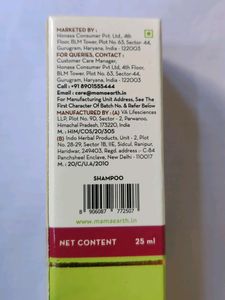 MARKETED BY :
Honasa Consumer Pvt. Ltd., 4th
Floor, BLM Tower, Plot No. 63, Sector-44,
Gurugram, Haryana, India - 122003
FOR QUERIES, CONTACT :
Customer Care Manager,
Honasa Consumer Pvt Ltd, 4th Floor,
BLM Tower, Plot No. 63, Sector-44,
Gurugram, Haryana, India - 122003
Call : +91 8901555444
Email : care@mamaearth.in
For Manufacturing Unit Address, See The
First Character Of Batch No. & Refer Below
MANUFACTURED BY : (A) VA Lifesciences
LLP, Plot No. 9D, Sector - 2, Parwanoo,
Himachal Pradesh, 173220, India
M. : HIM/COS/20/305
(B) Indo Herbal Products, Unit - 2, Plot
No. 28-29, Sector 1B, IIE, Sidcul, Ranipur,
Haridwar, 249403, Regd. address :- C-84
Panchsheel Enclave, New Delhi - 110017
M. : 20/C/UA/2010
SHAMPOO
8 906087 772507
www.mamaearth.in
NET CONTENT 25 ml